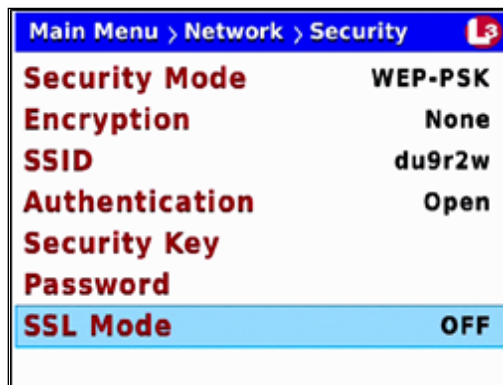 Main Menu > Network > Security L3
Security Mode WEP-PSK
Encryption None
SSID du9r2w
Authentication Open
Security Key
Password
SSL Mode OFF